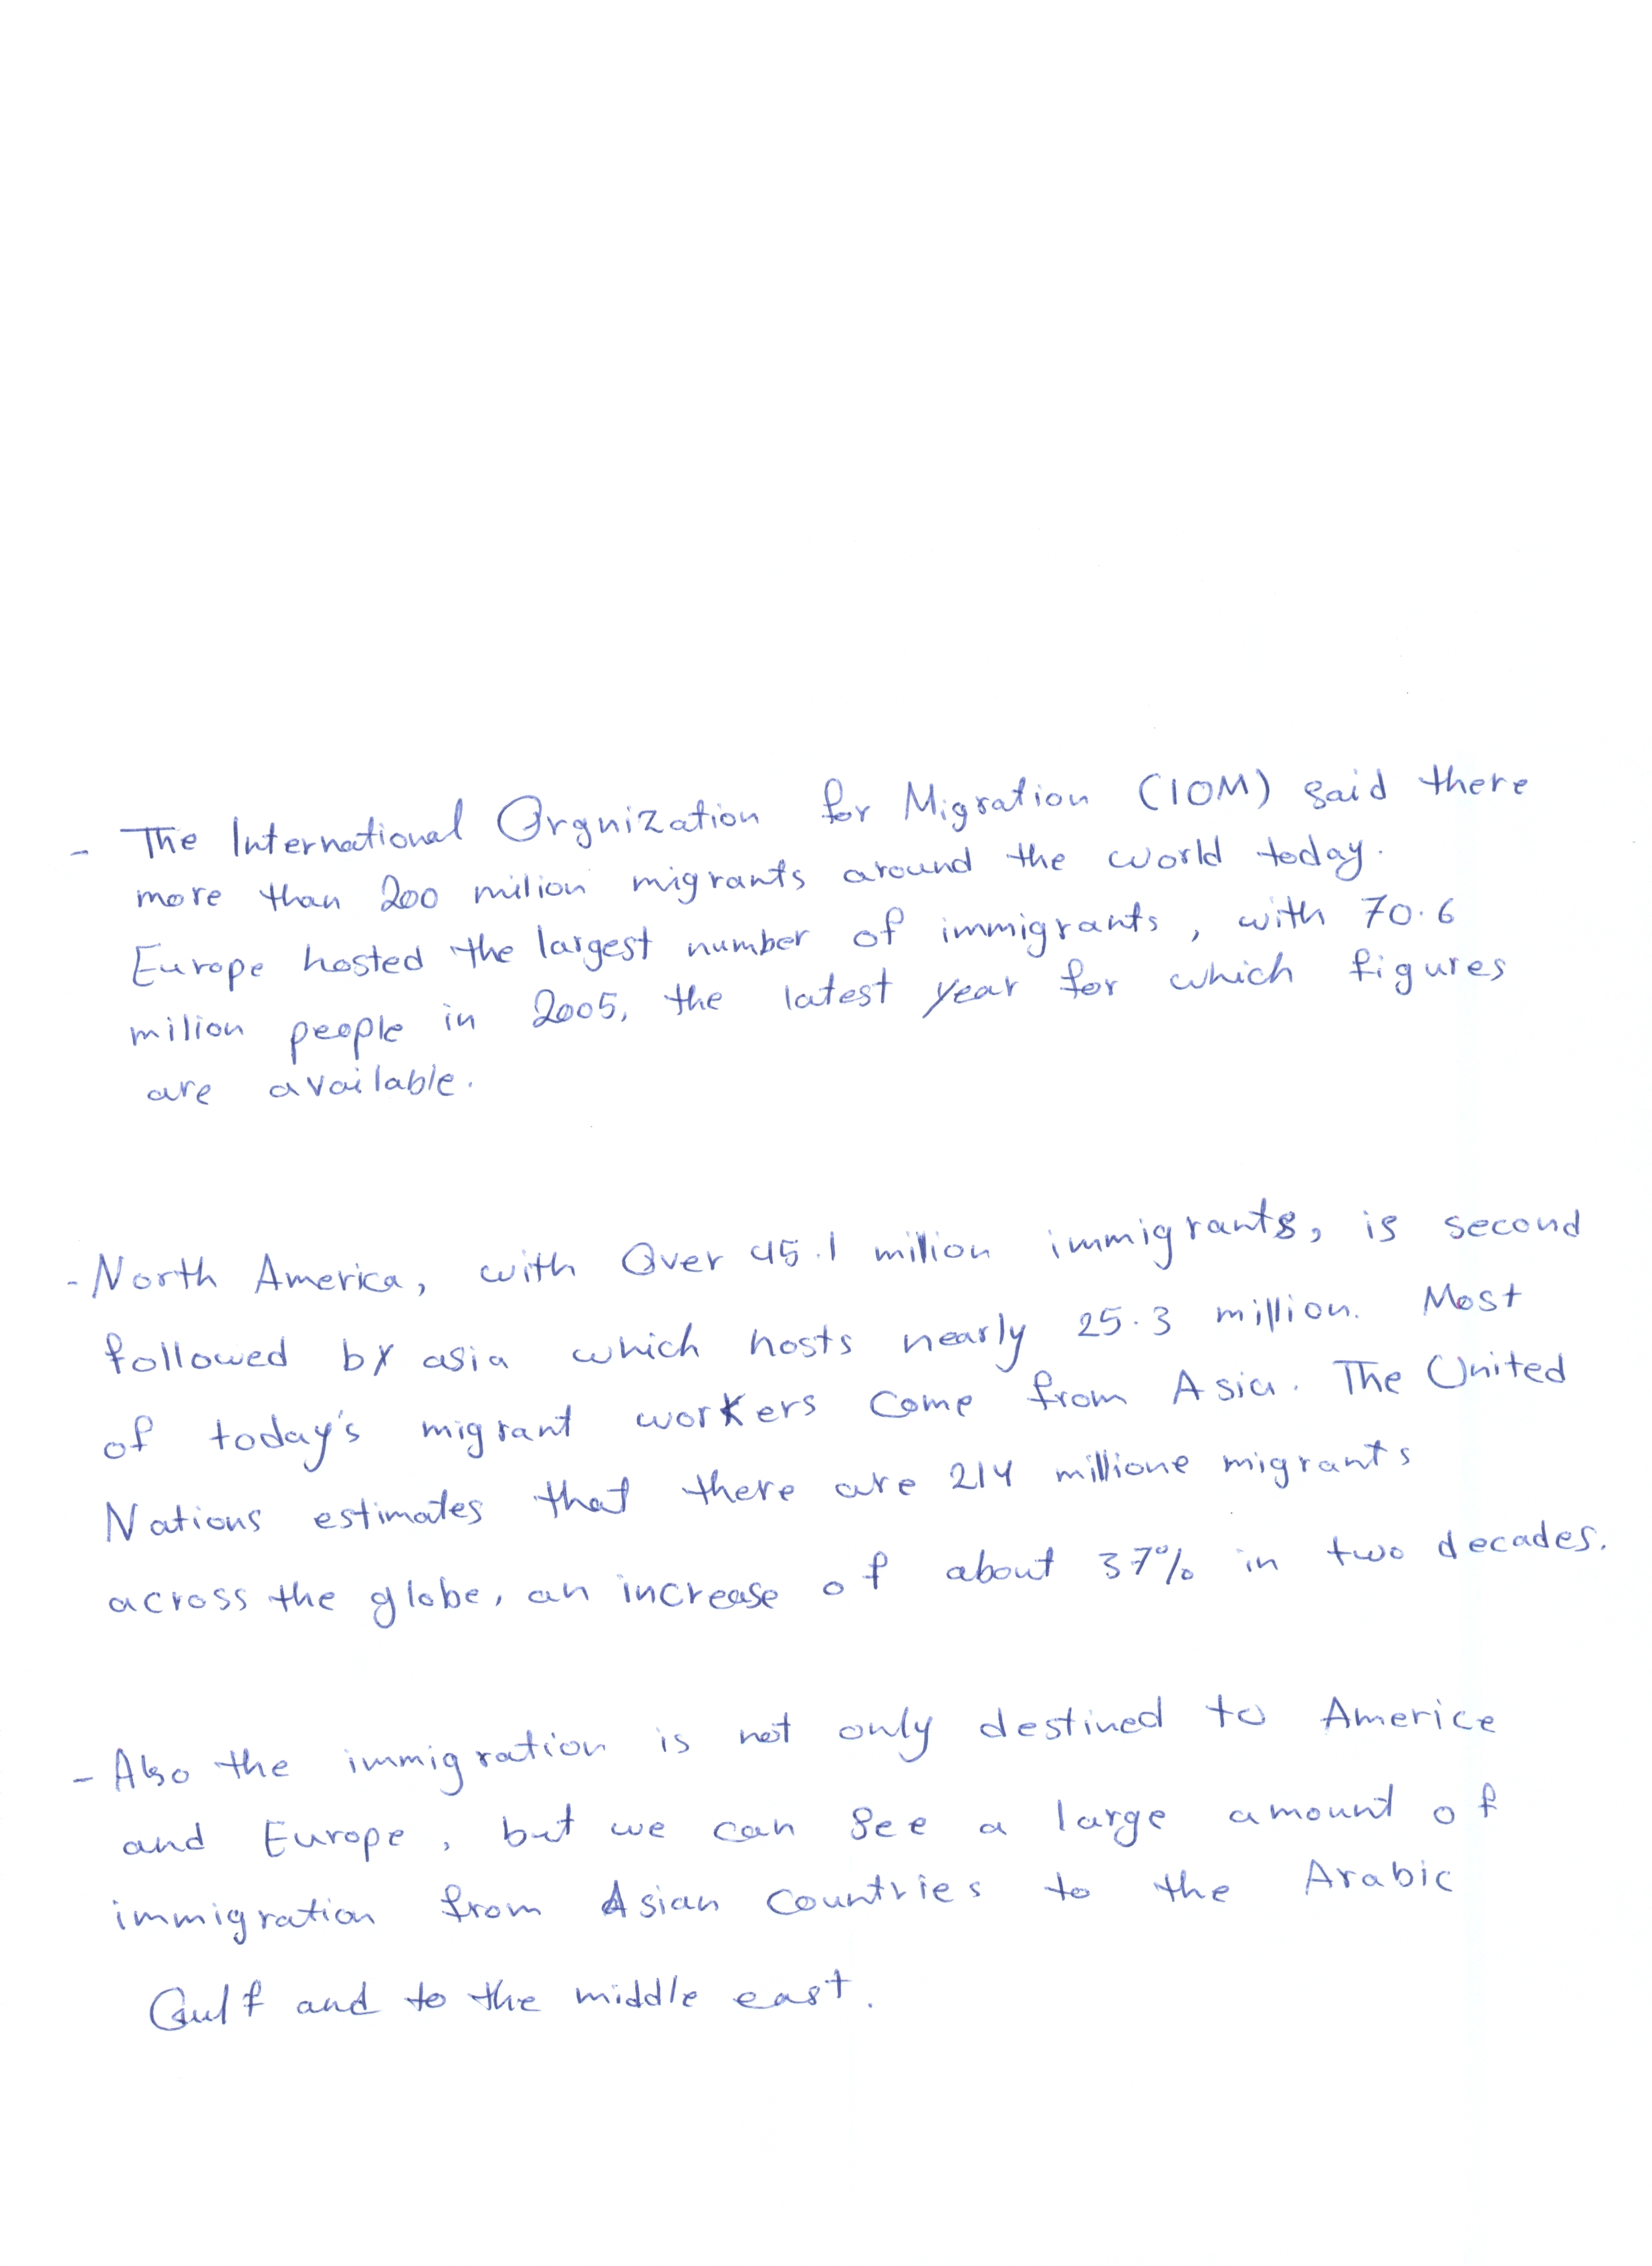 - The International Orgnization for Migration (IOM) said there
more than 200 milion migrants around the world today.
Europe hosted the largest number of immigrants, with 70.6
milion people in 2005, the latest year for which figures
are available.
- North America, with Over 45.1 milion immigrants, is second
followed by asia which hosts nearly 25.3 million. Most
of today's migrant workers Come from Asia. The United
Nations estimates that there are 214 millione migrants
across the globe, an increase of about 37% in two decades.
- Also the immigration is not only destined to Americe
and Europe, but we can See a large amount of
immigration from Asian Countries to the Arabic
Gulf and to the middle east.